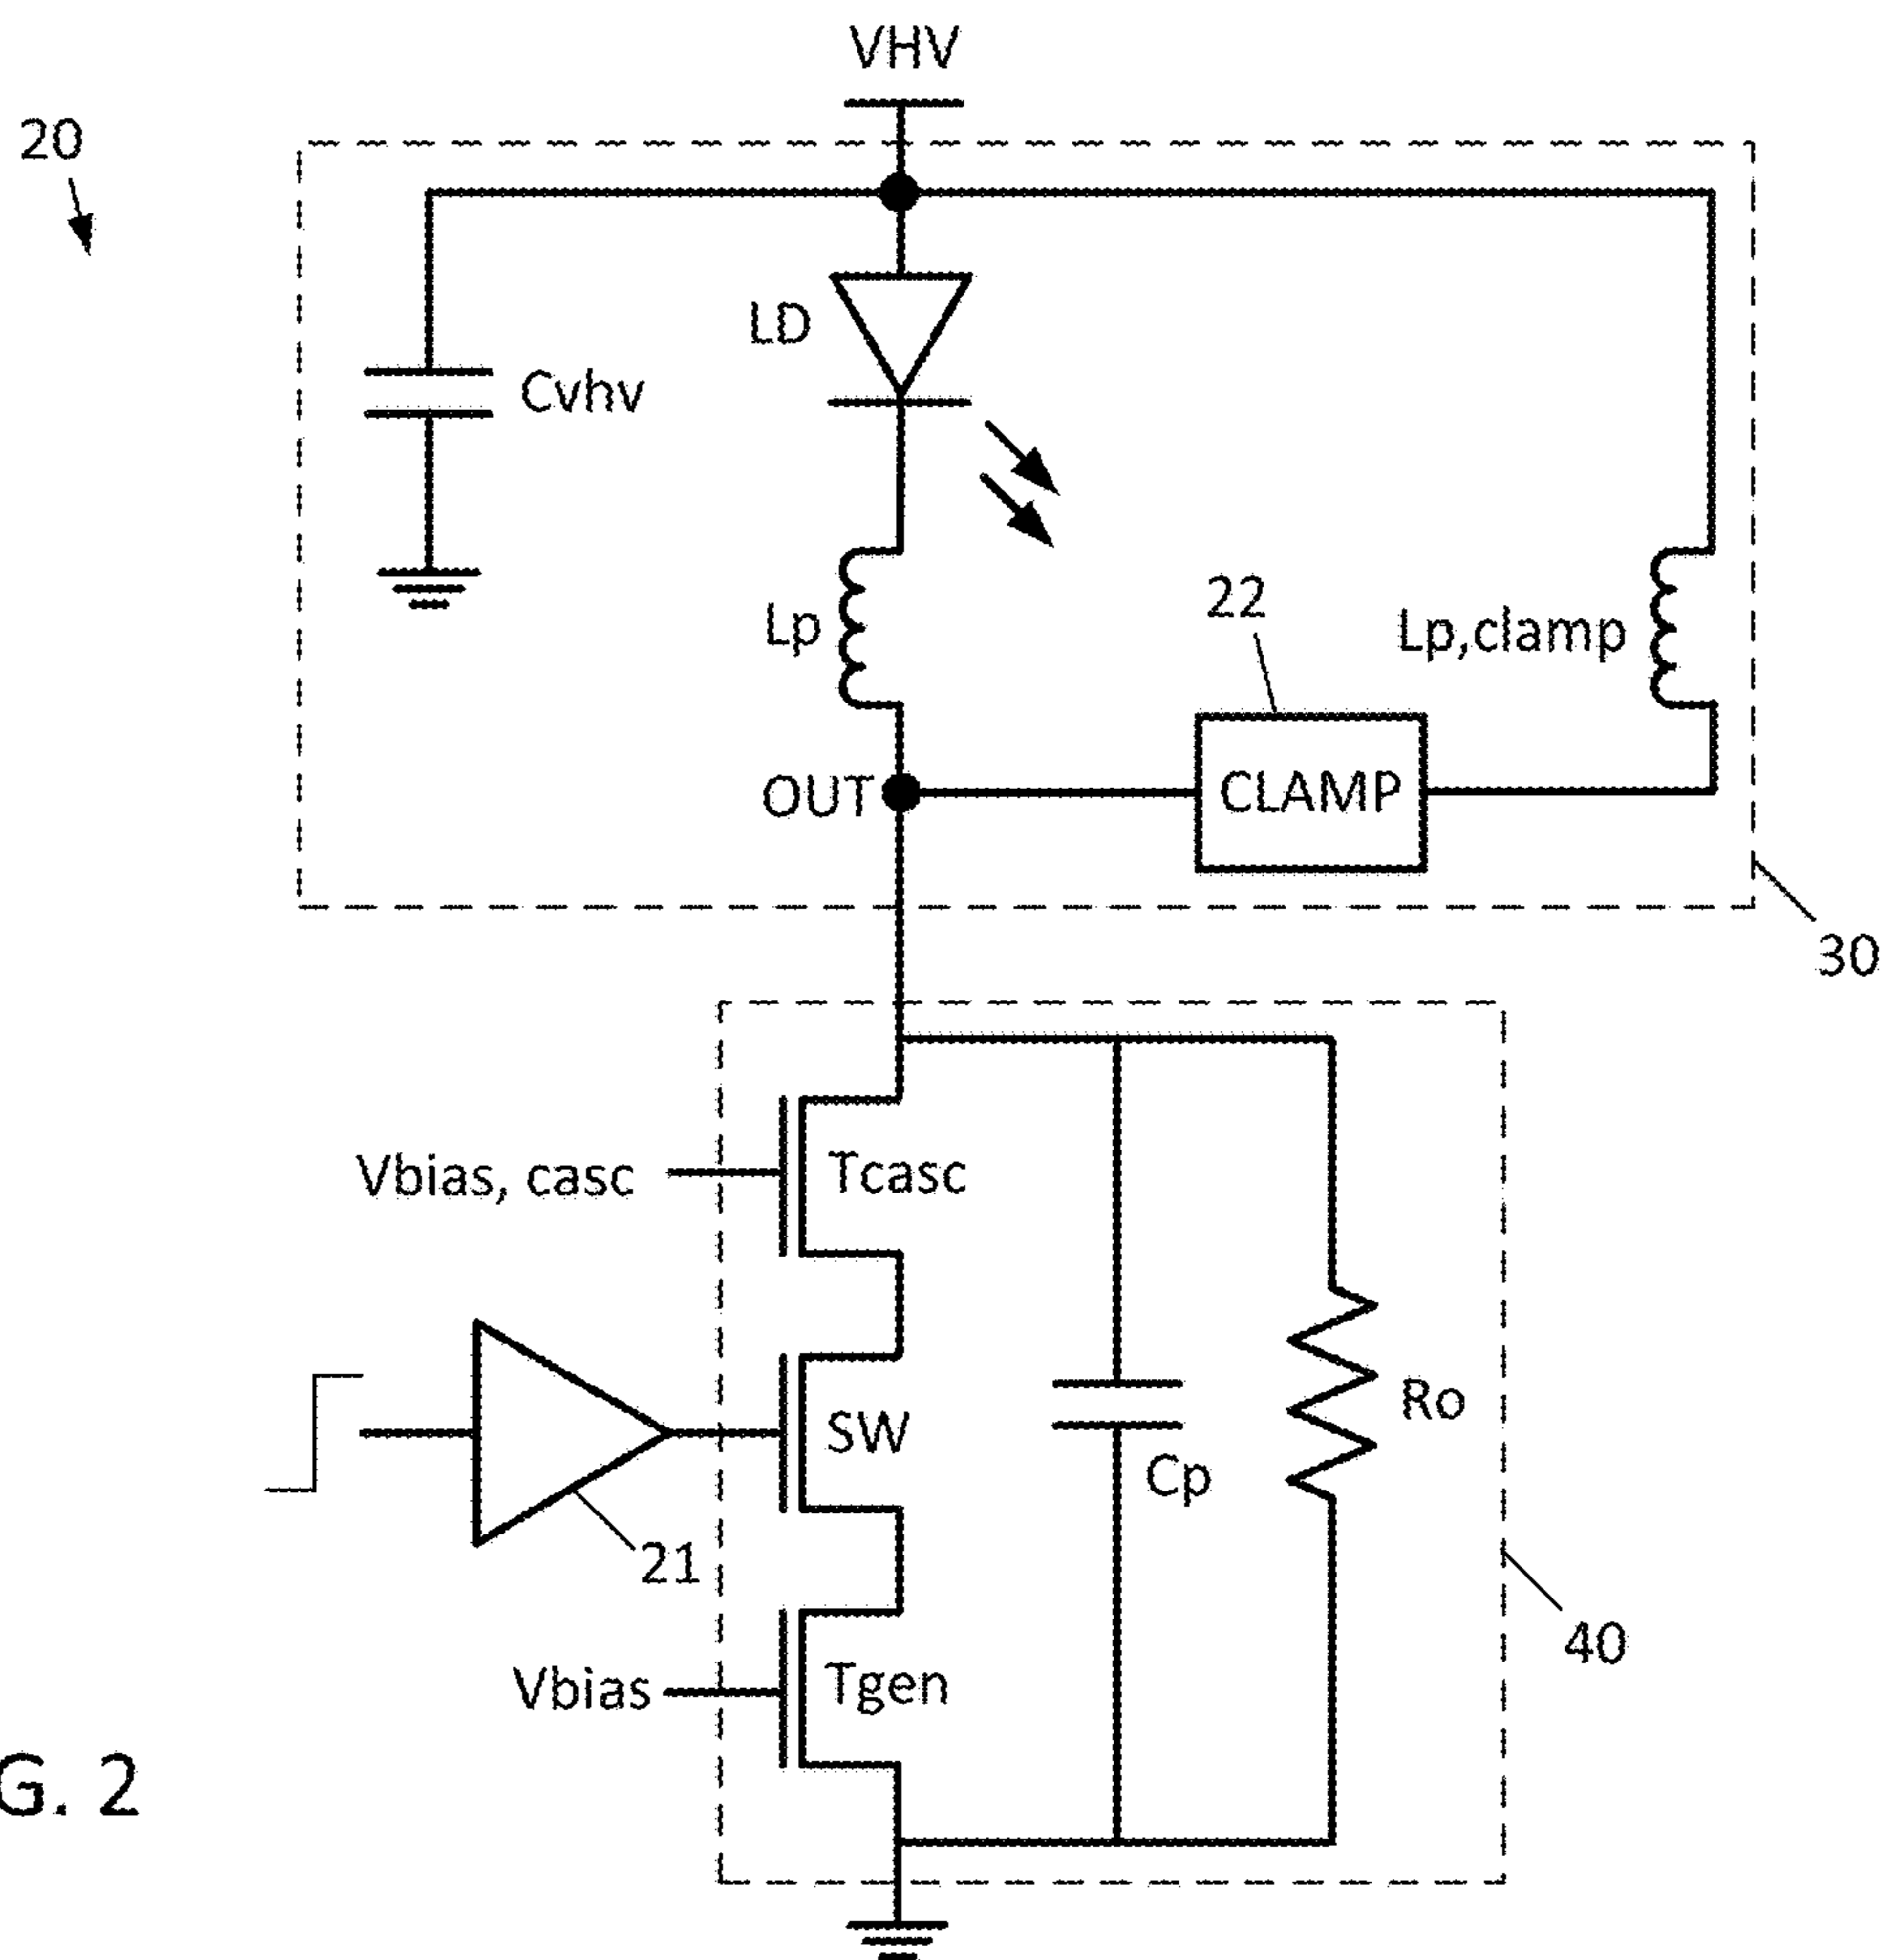 VHV
20
LD
Cvhv
22
Lp
Lp,clamp
OUT
CLAMP
30
Vbias, casc
Tcasc
SW
Ro
Cp
21
40
Vbias
Tgen
G. 2